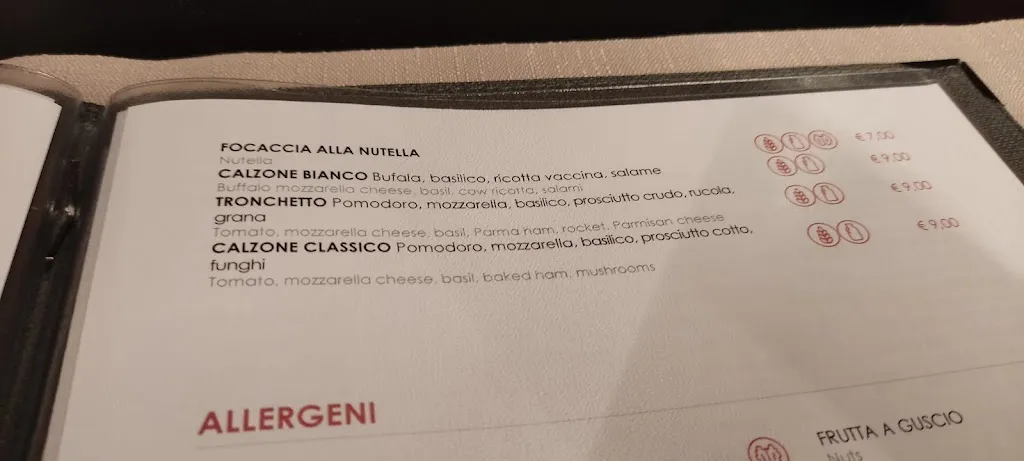 FOCACCIA ALLA NUTELLA €7,00
Nutella
CALZONE BIANCO Bufala, basilico, ricotta vaccina, salame €9,00
Buffalo mozzarella cheese, basil, cow ricotta, salami
TRONCHETTO Pomodoro, mozzarella, basilico, prosciutto crudo, rucola, €9,00
grana
Tomato, mozzarella cheese, basil, Parma ham, rocket, Parmisan cheese
CALZONE CLASSICO Pomodoro, mozzarella, basilico, prosciutto cotto, €9,00
funghi
Tomato, mozzarella cheese, basil, baked ham, mushrooms
ALLERGENI
FRUTTA A GUSCIO
Nuts